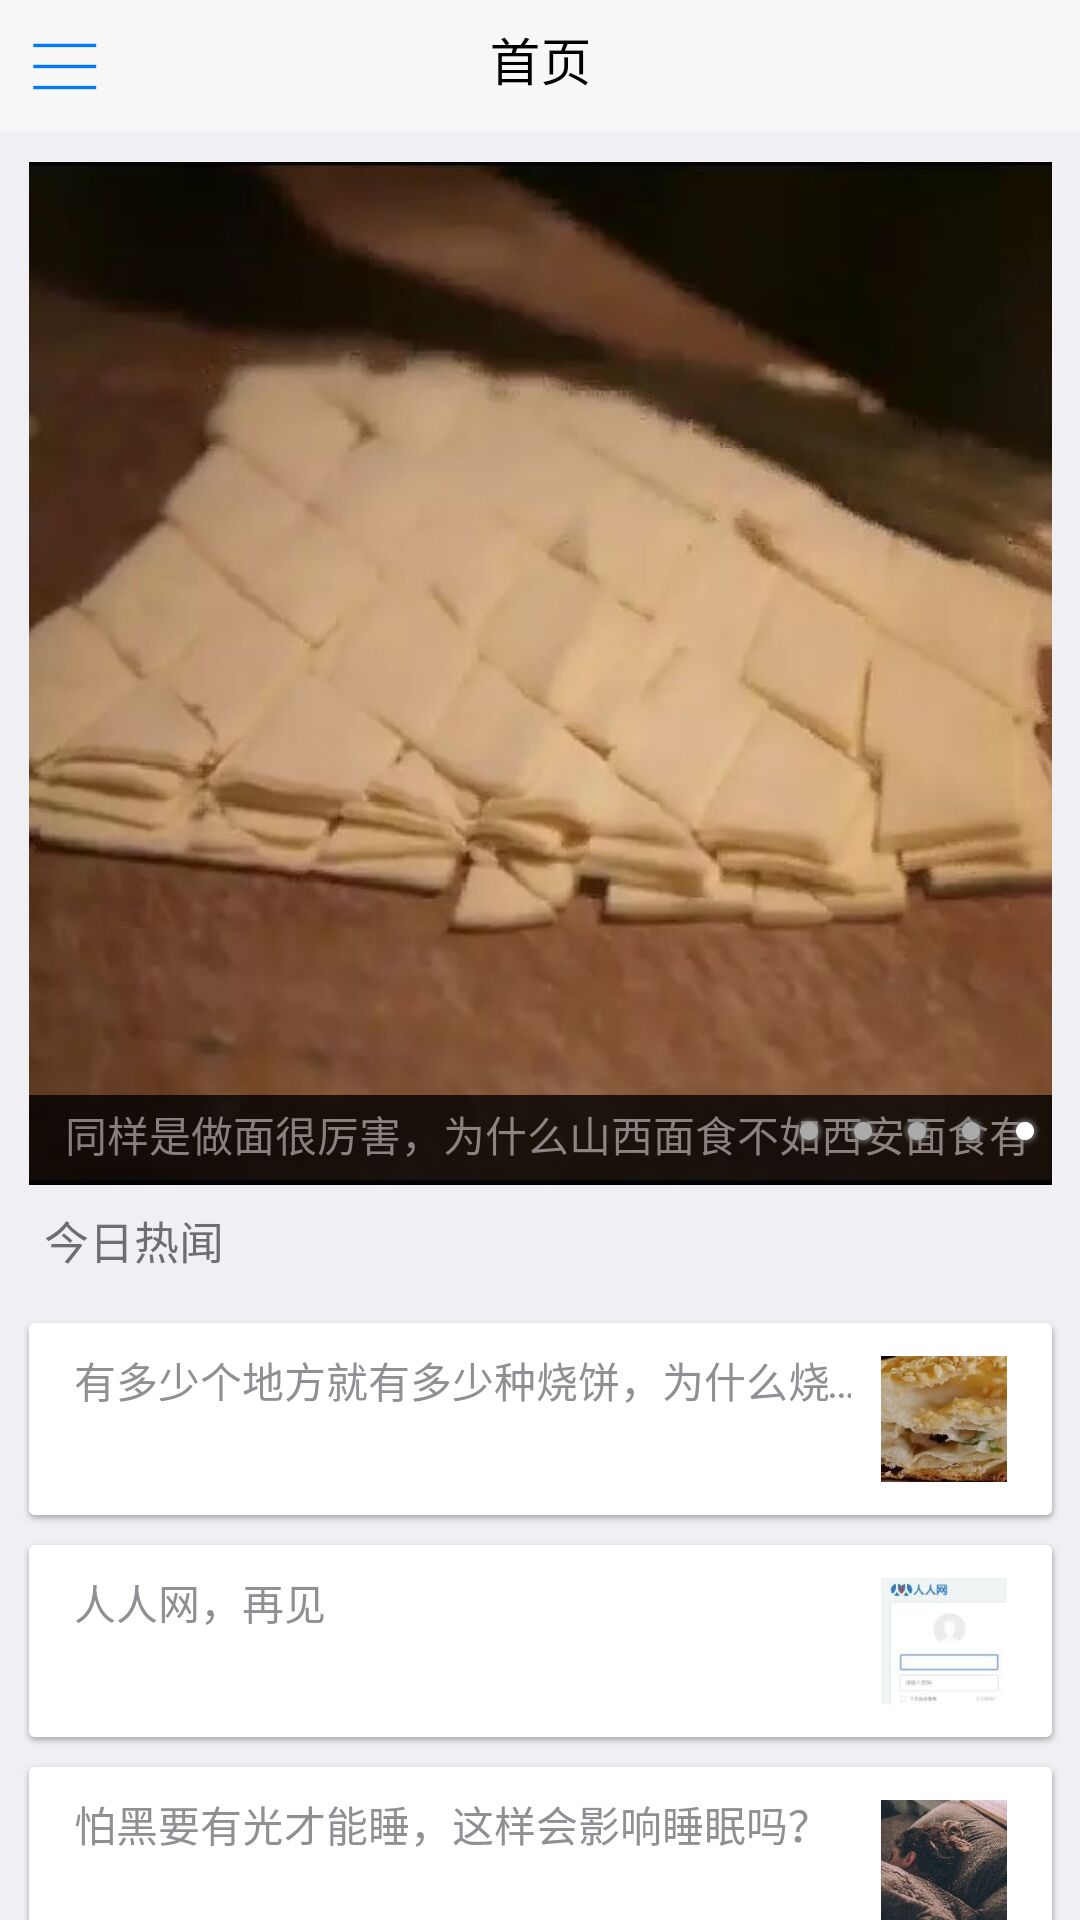 首页
同样是做面很厉害，为什么山西面食不如西安面食有
今日热闻
有多少个地方就有多少种烧饼，为什么烧...
人人网，再见
人人网
怕黑要有光才能睡，这样会影响睡眠吗？